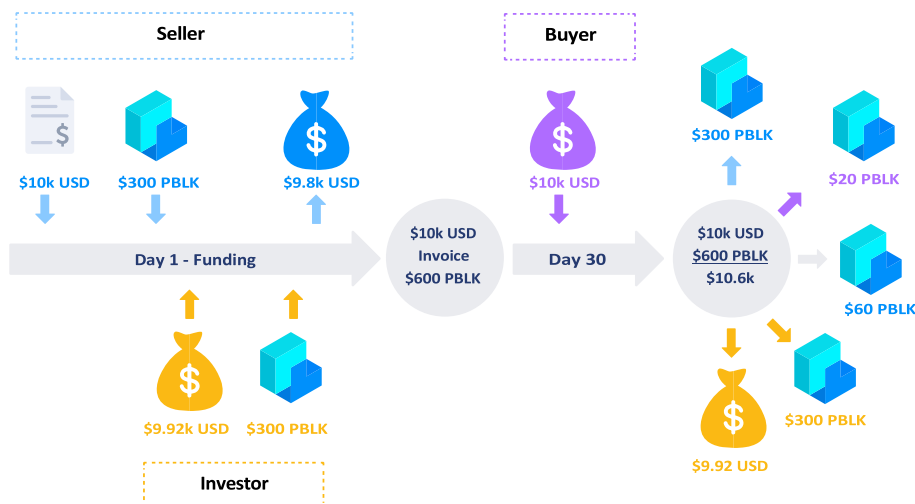 Seller
Buyer
$10k USD
$300 PBLK
$9.8k USD
$10k USD
$300 PBLK
$20 PBLK
$
$
$
Day 1 - Funding
$10k USD
Invoice
$600 PBLK
Day 30
$10k USD
$600 PBLK
$10.6k
$60 PBLK
$
$
$9.92k USD
$300 PBLK
$300 PBLK
$9.92 USD
Investor